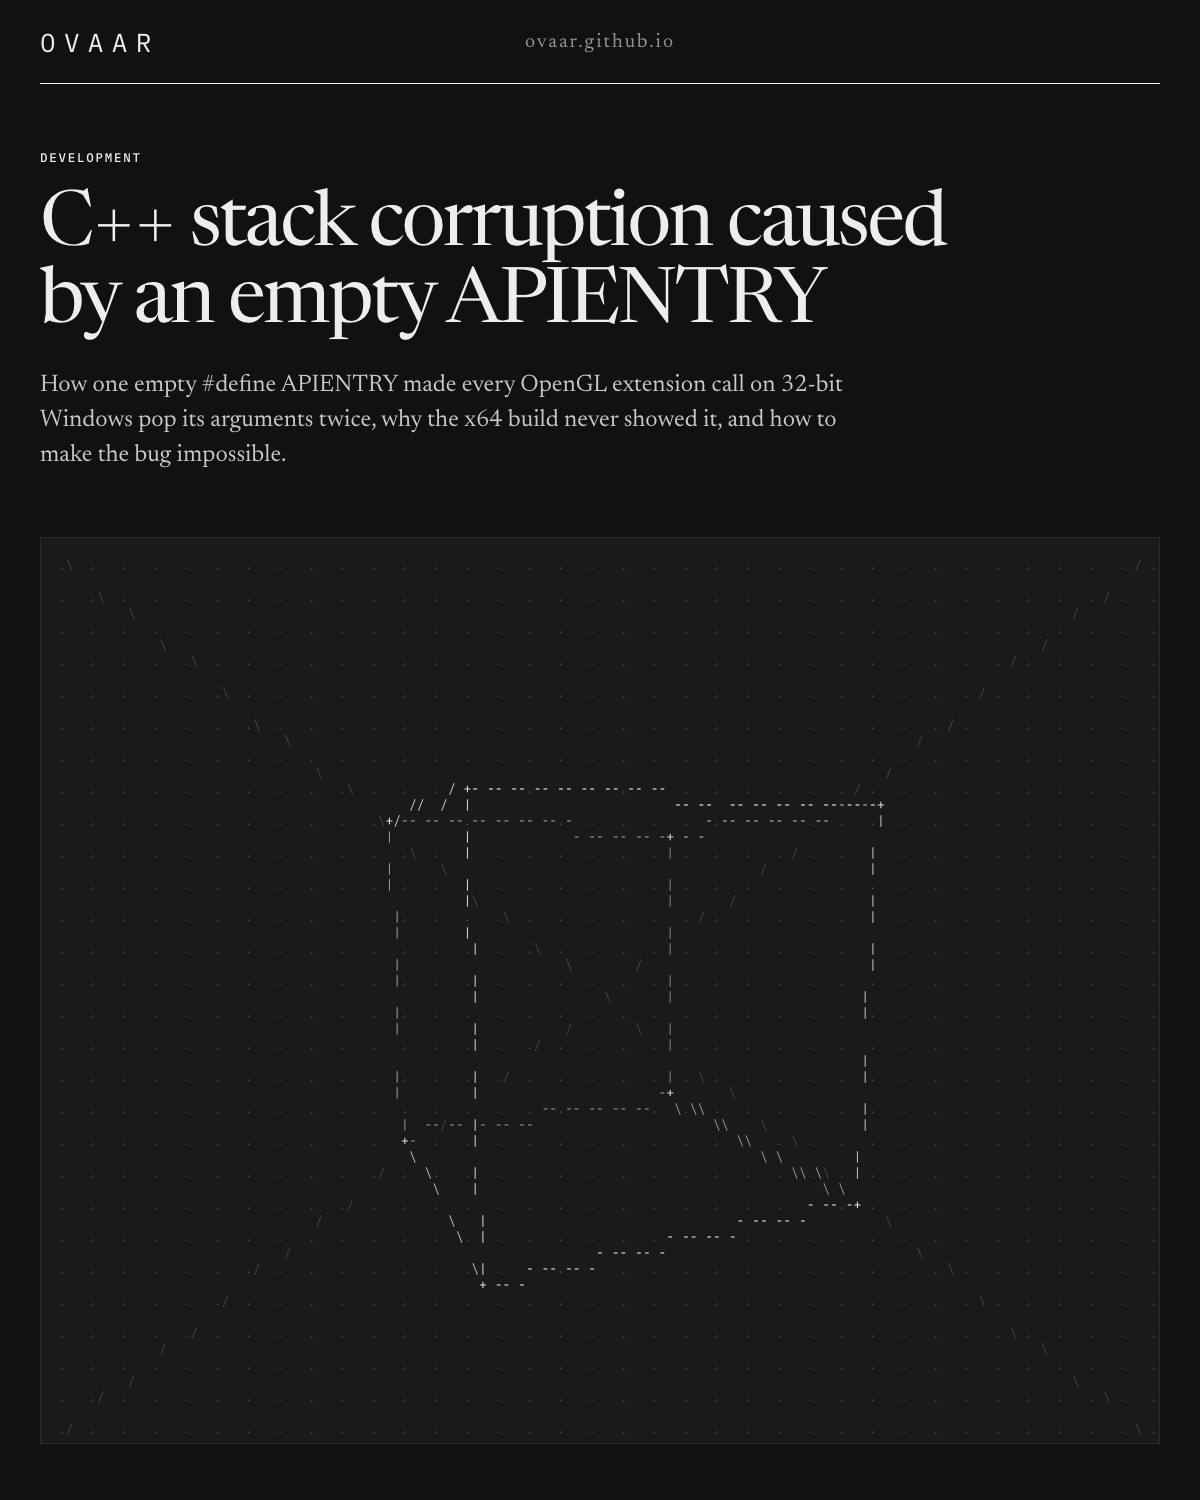 OVAAR
ovaar.github.io
DEVELOPMENT
C++ stack corruption caused
by an empty APIENTRY
How one empty #define APIENTRY made every OpenGL extension call on 32-bit
Windows pop its arguments twice, why the x64 build never showed it, and how to
make the bug impossible.